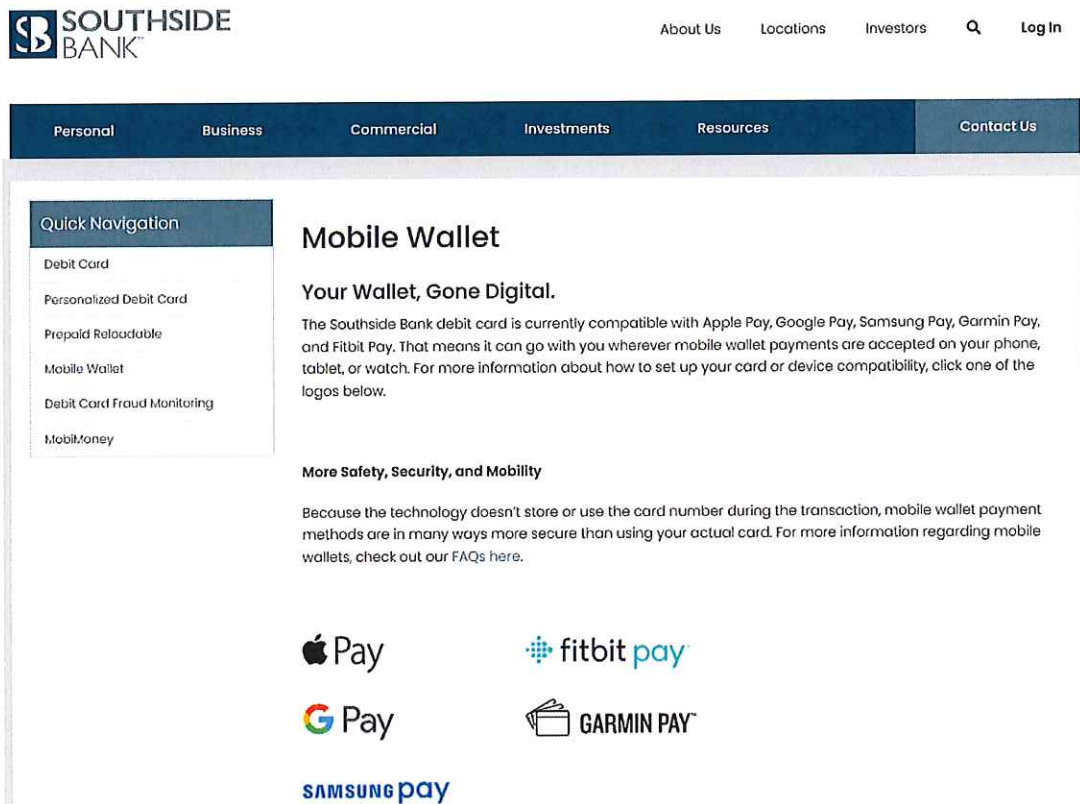 SB SOUTHSIDE
BANK™
About Us Locations Investors Log In
Personal Business Commercial Investments Resources Contact Us
Quick Navigation
Debit Card
Personalized Debit Card
Prepaid Reloadable
Mobile Wallet
Debit Card Fraud Monitoring
MobiMoney
Mobile Wallet
Your Wallet, Gone Digital.
The Southside Bank debit card is currently compatible with Apple Pay, Google Pay, Samsung Pay, Garmin Pay,
and Fitbit Pay. That means it can go with you wherever mobile wallet payments are accepted on your phone,
tablet, or watch. For more information about how to set up your card or device compatibility, click one of the
logos below.
More Safety, Security, and Mobility
Because the technology doesn't store or use the card number during the transaction, mobile wallet payment
methods are in many ways more secure than using your actual card. For more information regarding mobile
wallets, check out our FAQs here.
Pay fitbit pay
G Pay GARMIN PAY™
SAMSUNG pay